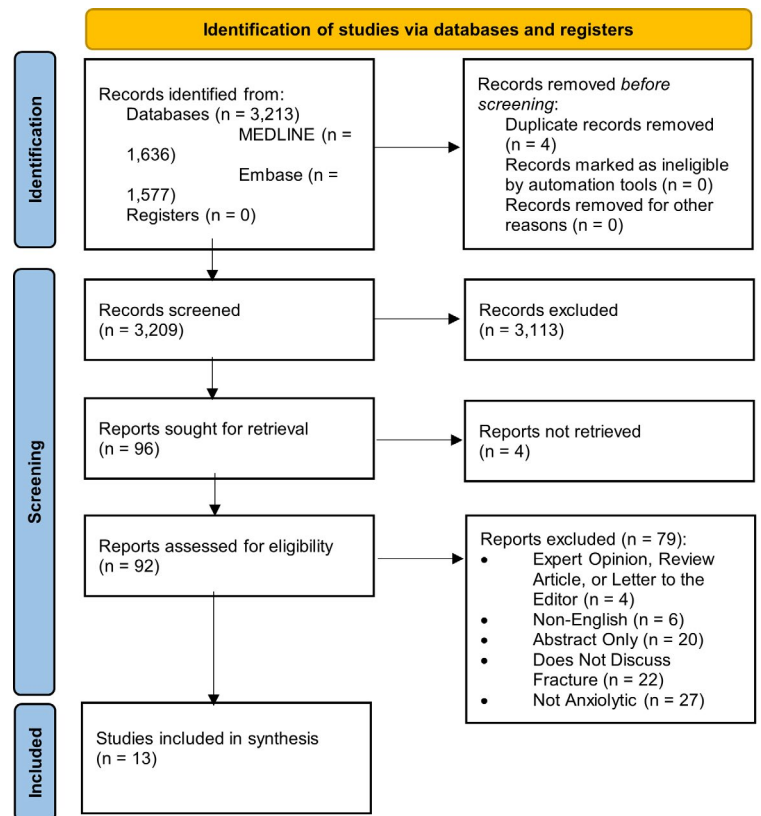 Identification of studies via databases and registers
Identification
Records identified from:
Databases (n = 3,213)
MEDLINE (n =
1,636)
Embase (n =
1,577)
Registers (n = 0)
Records removed before
screening:
Duplicate records removed
(n = 4)
Records marked as ineligible
by automation tools (n = 0)
Records removed for other
reasons (n = 0)
Screening
Records screened
(n = 3,209)
Records excluded
(n = 3,113)
Reports sought for retrieval
(n = 96)
Reports not retrieved
(n = 4)
Reports assessed for eligibility
(n = 92)
Reports excluded (n = 79):
• Expert Opinion, Review
Article, or Letter to the
Editor (n = 4)
• Non-English (n = 6)
• Abstract Only (n = 20)
• Does Not Discuss
Fracture (n = 22)
• Not Anxiolytic (n = 27)
Included
Studies included in synthesis
(n = 13)